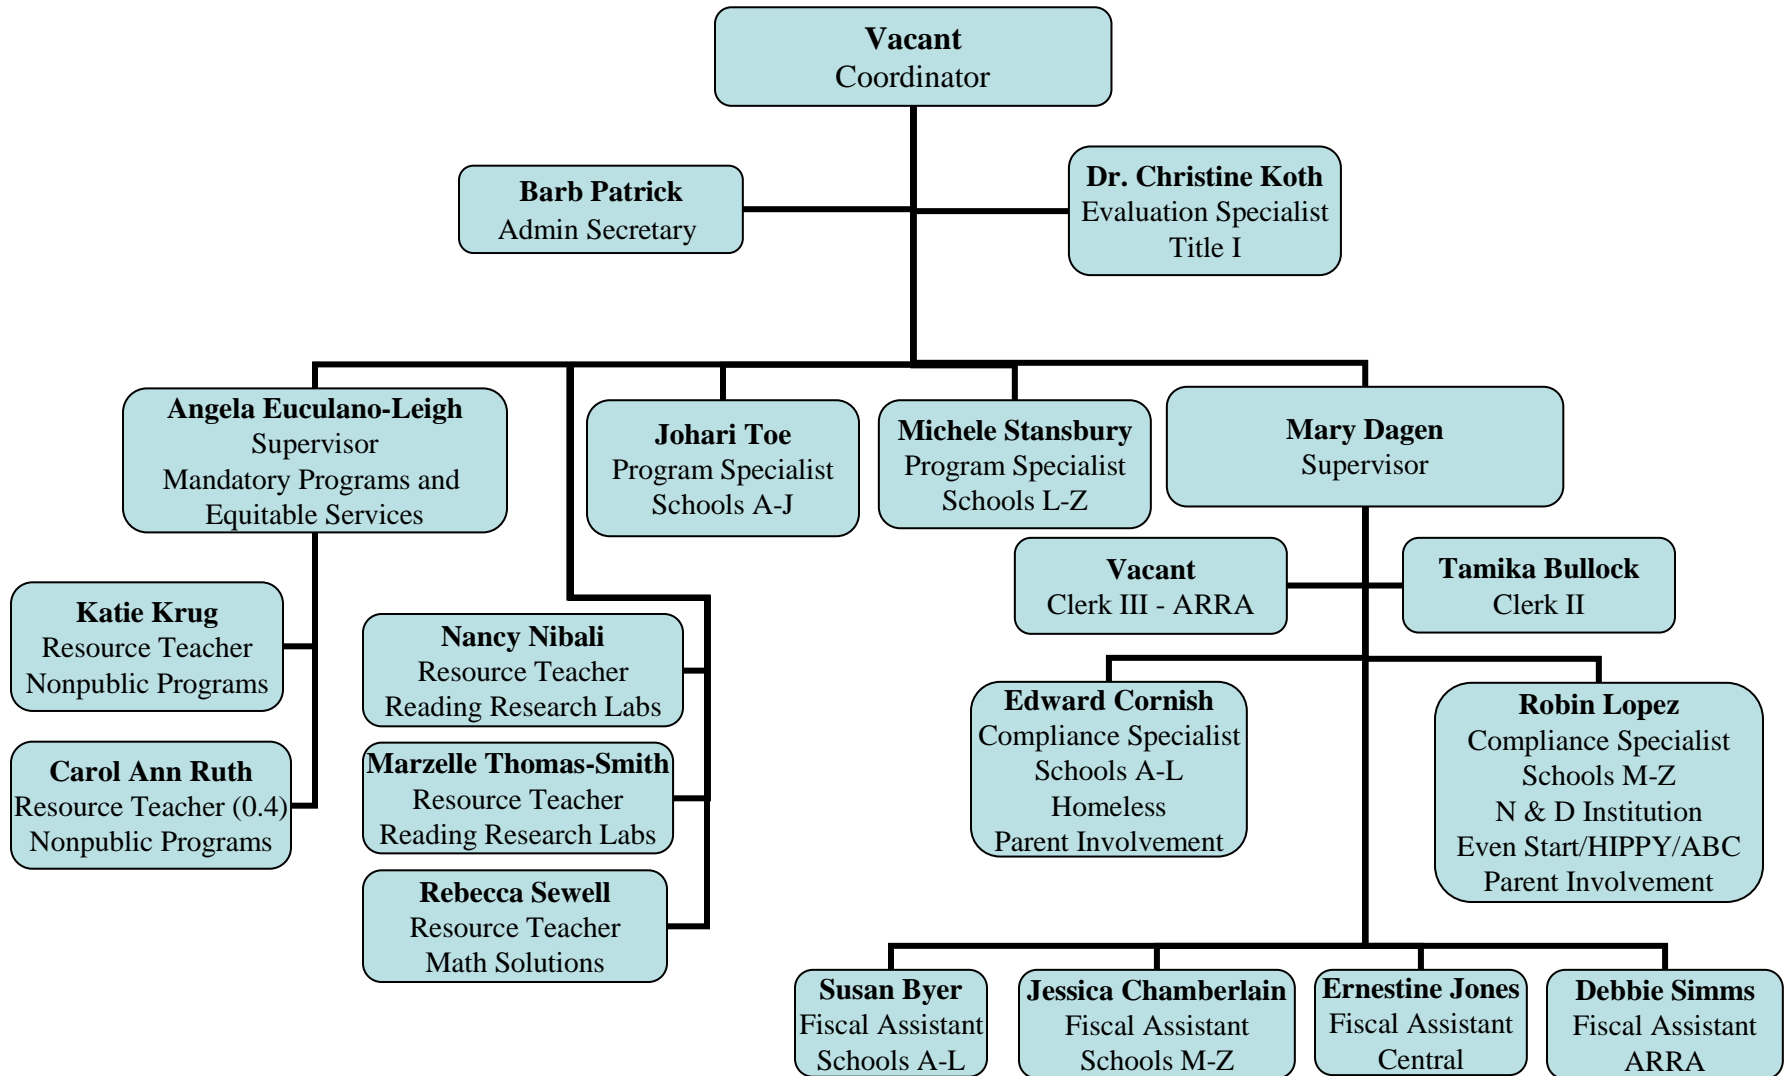 Vacant
Coordinator
Barb Patrick
Admin Secretary
Dr. Christine Koth
Evaluation Specialist
Title I
Angela Euculano-Leigh
Supervisor
Mandatory Programs and
Equitable Services
Johari Toe
Program Specialist
Schools A-J
Michele Stansbury
Program Specialist
Schools L-Z
Mary Dagen
Supervisor
Katie Krug
Resource Teacher
Nonpublic Programs
Carol Ann Ruth
Resource Teacher (0.4)
Nonpublic Programs
Nancy Nibali
Resource Teacher
Reading Research Labs
Marzelle Thomas-Smith
Resource Teacher
Reading Research Labs
Rebecca Sewell
Resource Teacher
Math Solutions
Vacant
Clerk III - ARRA
Tamika Bullock
Clerk II
Edward Cornish
Compliance Specialist
Schools A-L
Homeless
Parent Involvement
Robin Lopez
Compliance Specialist
Schools M-Z
N & D Institution
Even Start/HIPPY/ABC
Parent Involvement
Susan Byer
Fiscal Assistant
Schools A-L
Jessica Chamberlain
Fiscal Assistant
Schools M-Z
Ernestine Jones
Fiscal Assistant
Central
Debbie Simms
Fiscal Assistant
ARRA